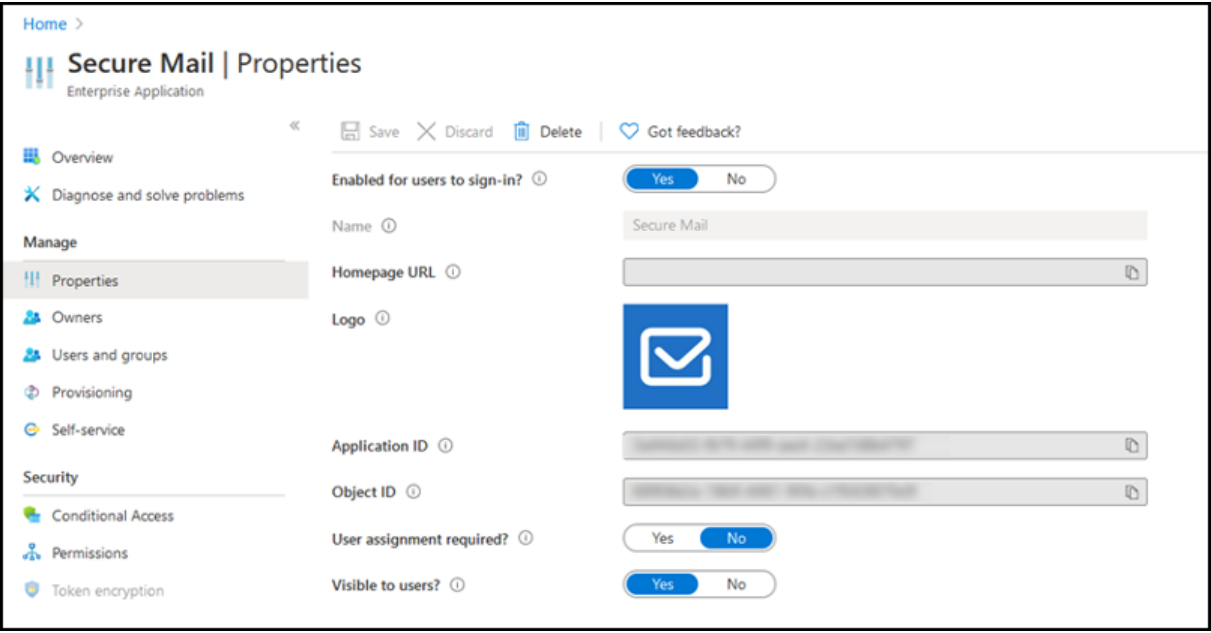 Home >
Secure Mail | Properties
Enterprise Application
«
Save Discard Delete Got feedback?
Overview
Diagnose and solve problems
Manage
Properties
Owners
Users and groups
Provisioning
Self-service
Security
Conditional Access
Permissions
Token encryption
Enabled for users to sign-in? Yes No
Name Secure Mail
Homepage URL
Logo
Application ID
Object ID
User assignment required? Yes No
Visible to users? Yes No